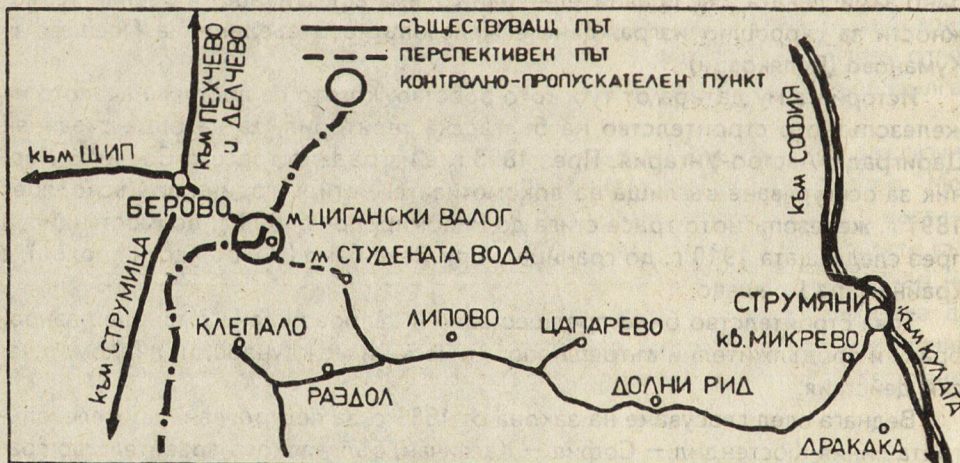 СЪЩЕСТВУВАЩ ПЪТ
ПЕРСПЕКТИВЕН ПЪТ
КОНТРОЛНО-ПРОПУСКАТЕЛЕН ПУНКТ
към ПЕХЧЕВО
и ДЕЛЧЕВО
към СОФИЯ
към ЩИП
БЕРОВО
м. ЦИГАНСКИ ВАЛОГ
м СТУДЕНАТА ВОДА
към СТРУМИЦА
КЛЕПАЛО
ЛИПОВО
ЦАПАРЕВО
СТРУМЯНИ
кв. МИКРЕВО
КЪМ КУЛАТА
РАЗДОЛ
ДОЛНИ РИД
ДРАКАКА